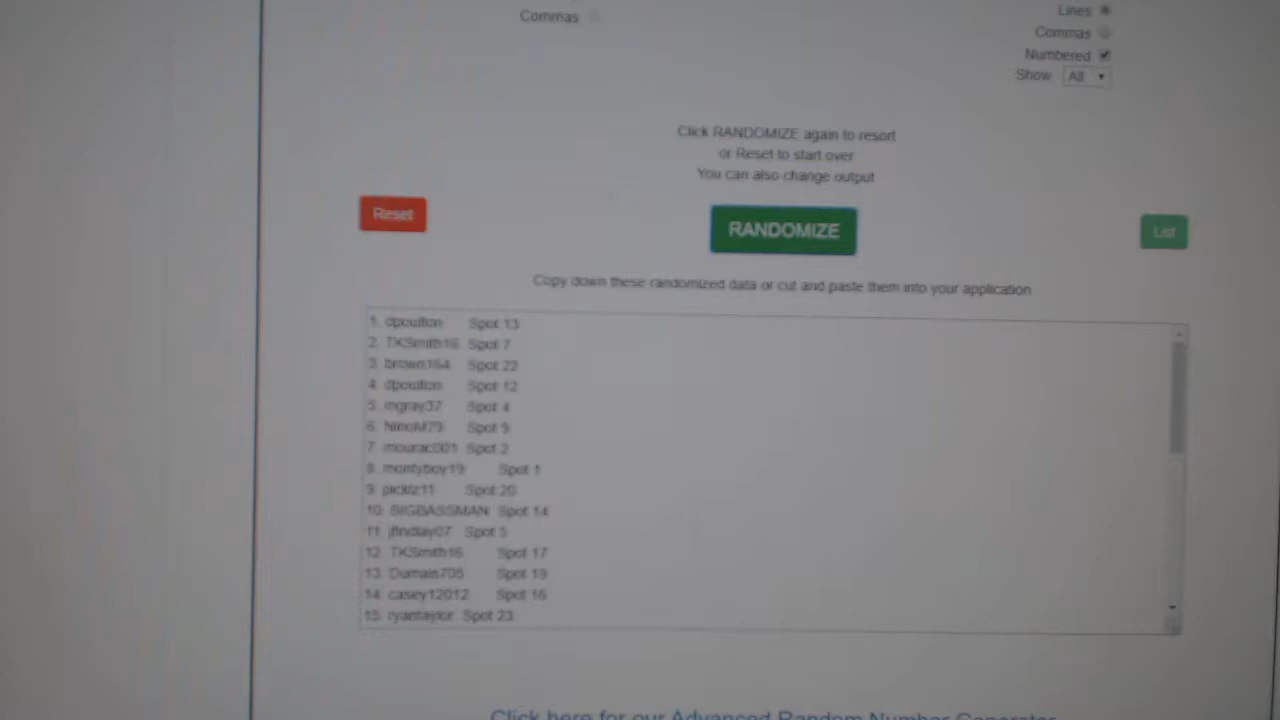 Commas
Lines
Commas
Numbered
Show All
Click RANDOMIZE again to resort
or Reset to start over
You can also change output
Reset
RANDOMIZE
List
Copy down these randomized data or cut and paste them into your application
1. dpoulton Spot 13
2. TKSmith16 Spot 7
3. brown164 Spot 22
4. dpoulton Spot 12
5. mgray37 Spot 4
6. NinoM79 Spot 9
7. mourac001 Spot 2
8. montyboy19 Spot 1
9. picklz11 Spot 20
10. BIGBASSMAN Spot 14
11. jfindlay07 Spot 5
12. TKSmith16 Spot 17
13. Dumais705 Spot 19
14. casey12012 Spot 16
15. ryantaylor Spot 23
Click here for our Advanced Random Number Generator